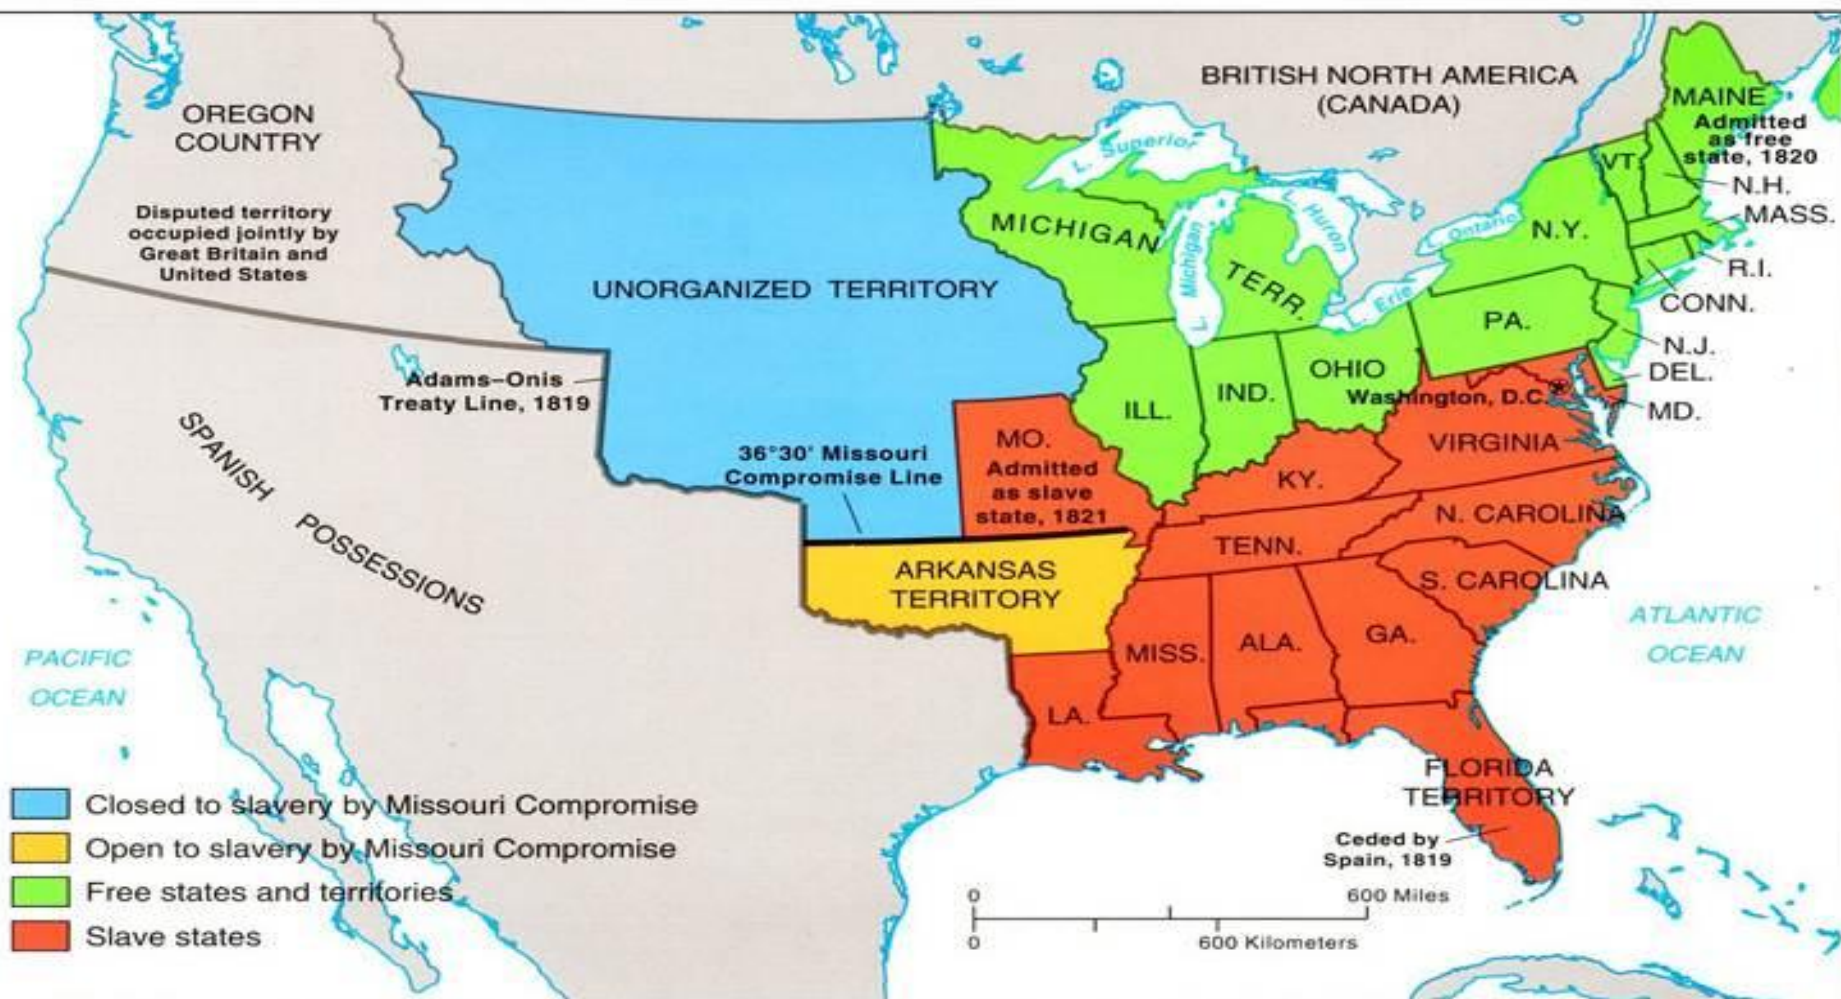 BRITISH NORTH AMERICA
(CANADA)
OREGON
COUNTRY
Disputed territory
occupied jointly by
Great Britain and
United States
MAINE
Admitted
as free
state, 1820
VT.
N.H.
MASS.
N.Y.
R.I.
CONN.
L. Superior
L. Huron
L. Ontario
L. Michigan
L. Erie
MICHIGAN
TERR.
UNORGANIZED TERRITORY
PA.
N.J.
DEL.
MD.
OHIO
IND.
ILL.
Washington, D.C.
Adams–Onis
Treaty Line, 1819
SPANISH POSSESSIONS
36°30' Missouri
Compromise Line
MO.
Admitted
as slave
state, 1821
VIRGINIA
KY.
N. CAROLINA
TENN.
S. CAROLINA
ARKANSAS
TERRITORY
MISS.
ALA.
GA.
LA.
ATLANTIC
OCEAN
PACIFIC
OCEAN
FLORIDA
TERRITORY
Ceded by
Spain, 1819
Closed to slavery by Missouri Compromise
Open to slavery by Missouri Compromise
Free states and territories
Slave states
0 600 Miles
0 600 Kilometers